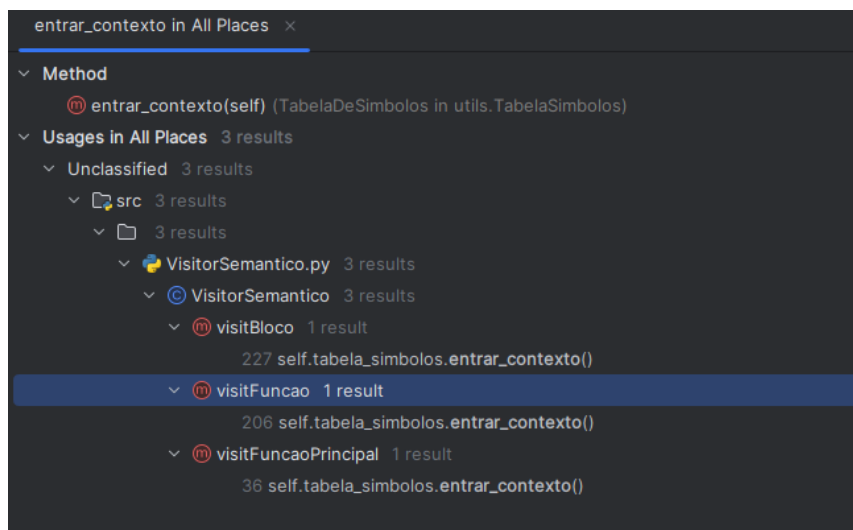 entrar_contexto in All Places
Method
entrar_contexto(self) (TabelaDeSimbolos in utils.TabelaSimbolos)
Usages in All Places 3 results
Unclassified 3 results
src 3 results
3 results
VisitorSemantico.py 3 results
VisitorSemantico 3 results
visitBloco 1 result
227 self.tabela_simbolos.entrar_contexto()
visitFuncao 1 result
206 self.tabela_simbolos.entrar_contexto()
visitFuncaoPrincipal 1 result
36 self.tabela_simbolos.entrar_contexto()